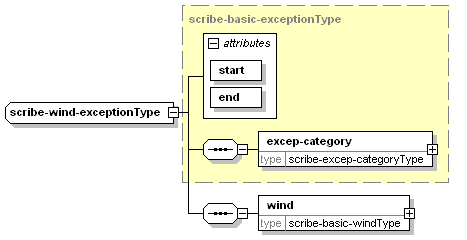 scribe-basic-exceptionType
attributes
start
end
scribe-wind-exceptionType
excep-category
type scribe-excep-categoryType
wind
type scribe-basic-windType